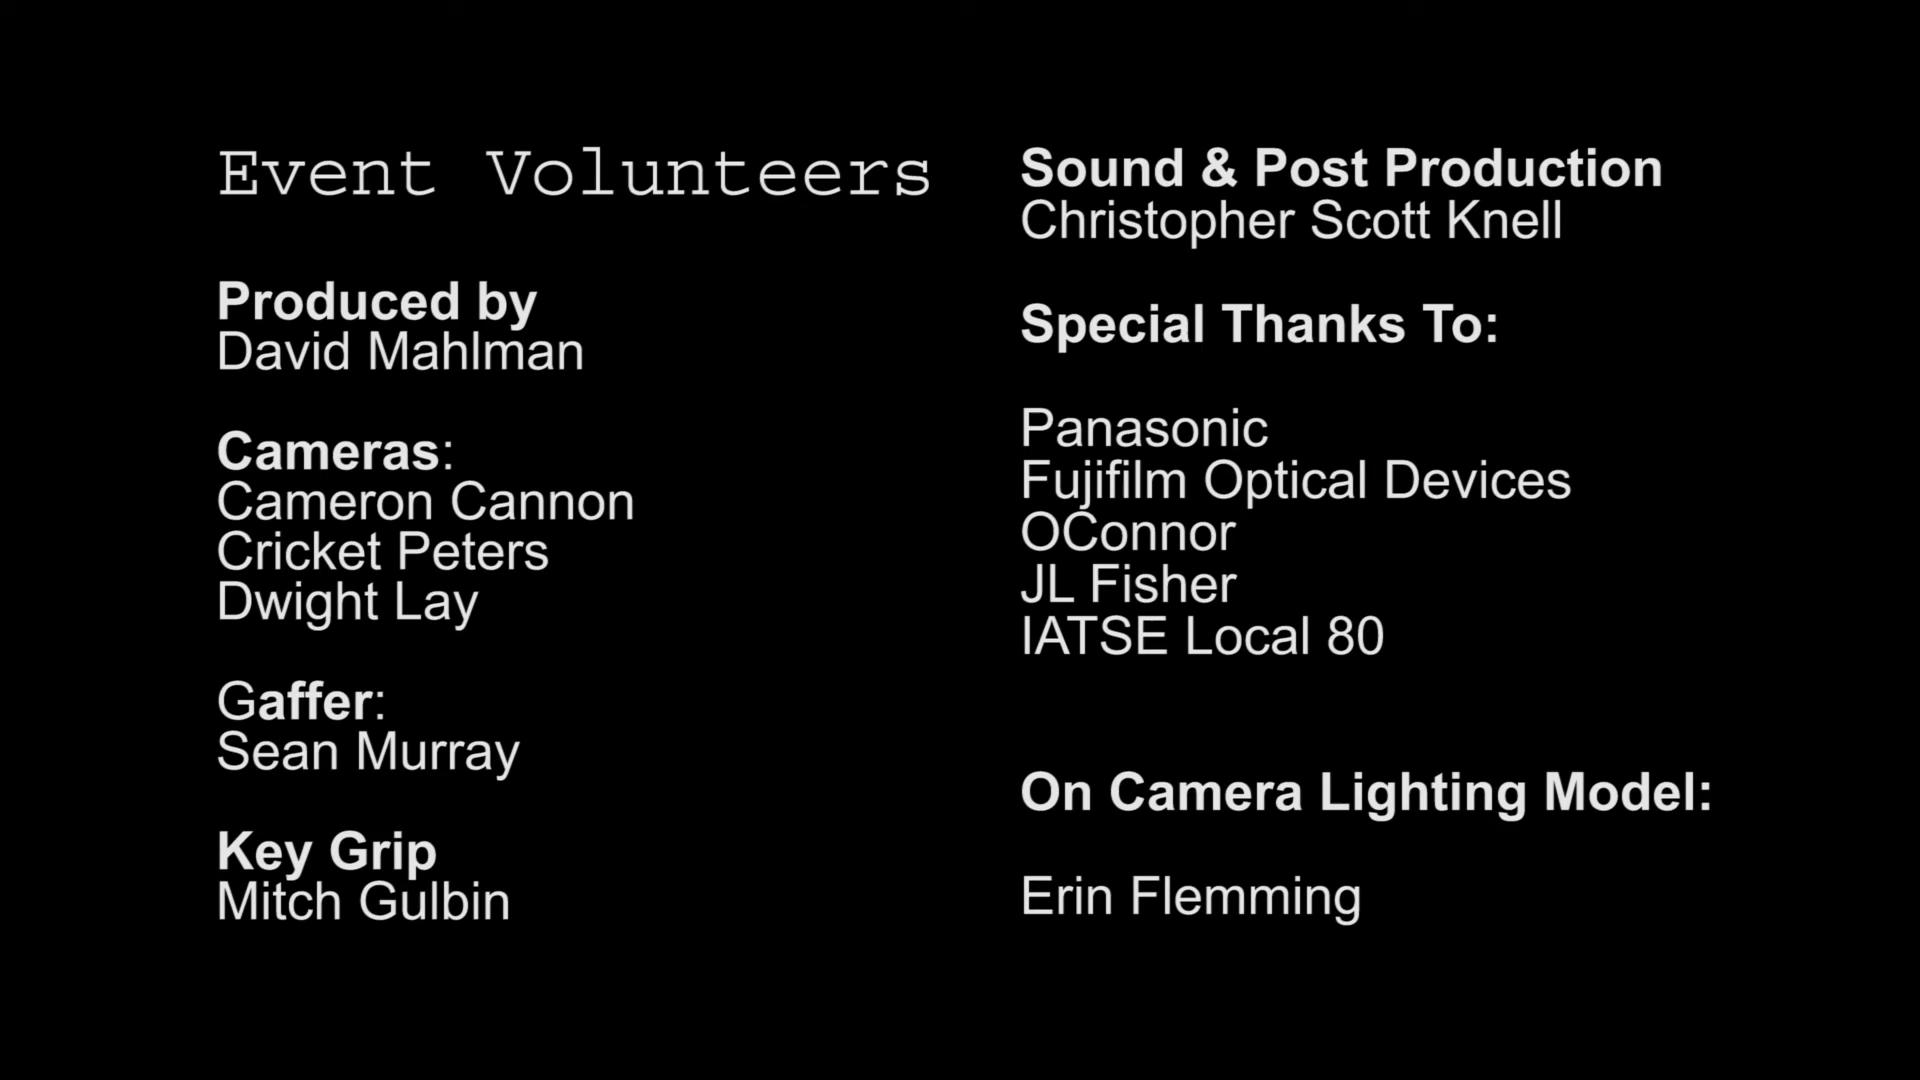 Event Volunteers
Produced by
David Mahlman
Cameras:
Cameron Cannon
Cricket Peters
Dwight Lay
Gaffer:
Sean Murray
Key Grip
Mitch Gulbin
Sound & Post Production
Christopher Scott Knell
Special Thanks To:
Panasonic
Fujifilm Optical Devices
OConnor
JL Fisher
IATSE Local 80
On Camera Lighting Model:
Erin Flemming